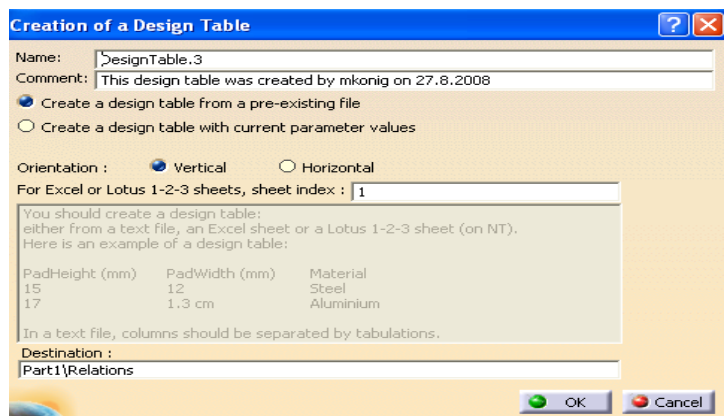 Creation of a Design Table
Name: DesignTable.3
Comment: This design table was created by mkonig on 27.8.2008
Create a design table from a pre-existing file
Create a design table with current parameter values
Orientation : Vertical Horizontal
For Excel or Lotus 1-2-3 sheets, sheet index : 1
You should create a design table:
either from a text file, an Excel sheet or a Lotus 1-2-3 sheet (on NT).
Here is an example of a design table:
PadHeight (mm) PadWidth (mm) Material
15 12 Steel
17 1.3 cm Aluminium
In a text file, columns should be separated by tabulations.
Destination :
Part1\Relations
OK Cancel